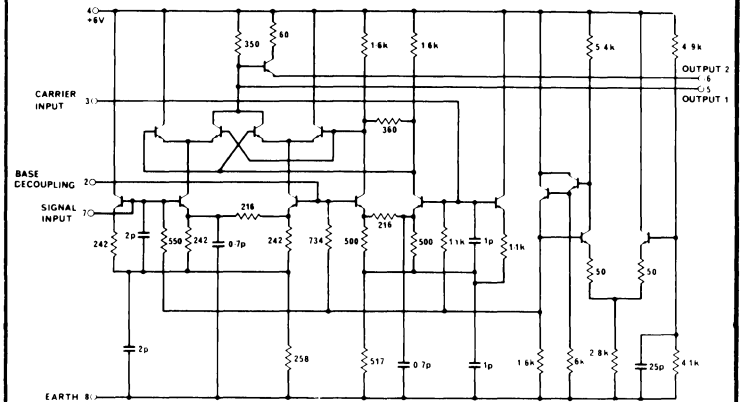 4
+6V
350
60
1·6k
1·6k
5·4k
4·9k
OUTPUT 2
6
5
OUTPUT 1
CARRIER
INPUT
3
360
BASE
DECOUPLING
2
SIGNAL
INPUT
7
216
216
242
2p
550
242
0·7p
242
734
500
500
1p
1·1k
50
50
2p
258
517
0·7p
1p
1·6k
6k
2·8k
25p
4·1k
EARTH 8